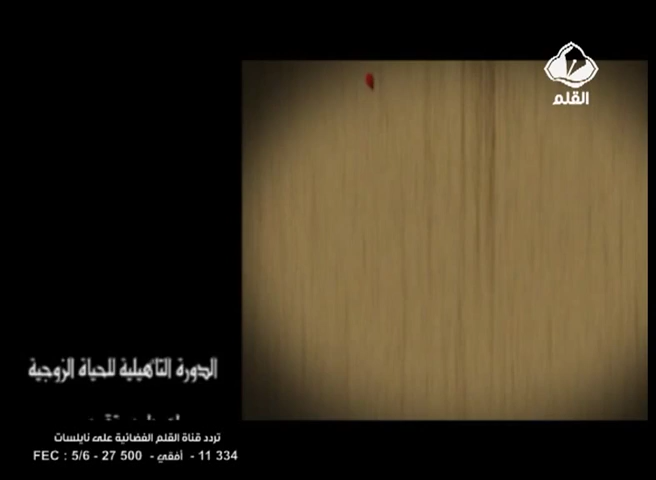 القلم
الدورة التأهيلية للحياة الزوجية
تردد قناة القلم الفضائية على نايلسات
11 334 - أفقي - 27 500 - FEC : 5/6